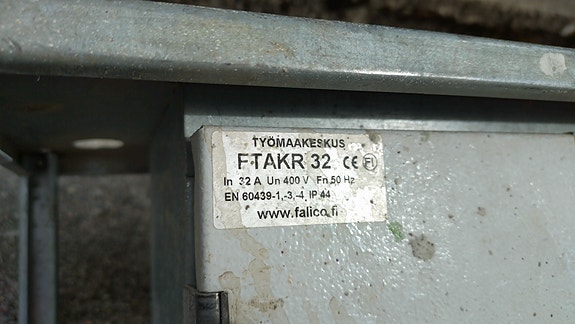 TYÖMAAKESKUS
FTAKR 32 CE FI
In 32 A Un 400 V Fn 50 Hz
EN 60439-1,-3,-4 IP 44
www.falico.fi